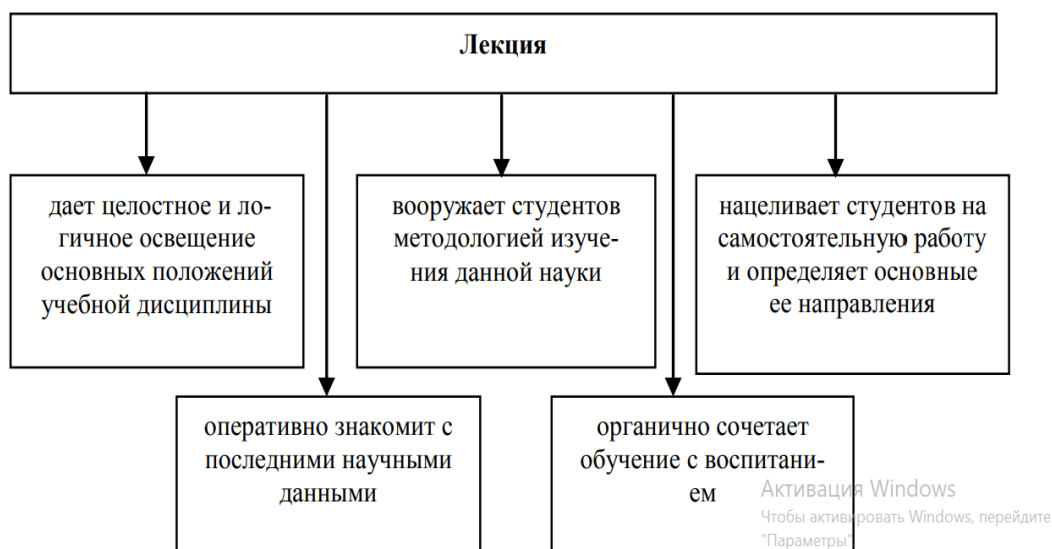 Лекция
дает целостное и ло-
гичное освещение
основных положений
учебной дисциплины
вооружает студентов
методологией изуче-
ния данной науки
нацеливает студентов на
самостоятельную работу
и определяет основные
ее направления
оперативно знакомит с
последними научными
данными
органично сочетает
обучение с воспитани-
ем
Активация Windows
Чтобы активировать Windows, перейдите
"Параметры"